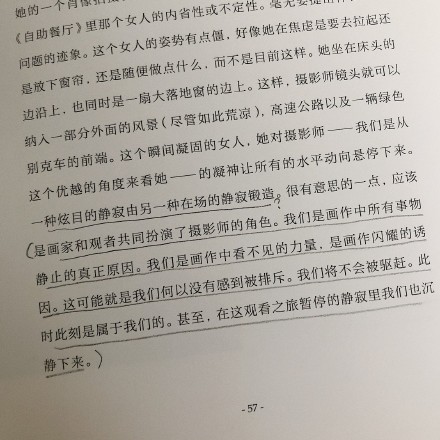 她的一个肖像
《自助餐厅》里那个女人的内省性或不定性。毫无要提出
问题的迹象。这个女人的姿势有点僵，好像她在焦虑是要去拉起还
是放下窗帘，还是随便做点什么，而不是目前这样。她坐在床头的
边沿上，也同时是一扇大落地窗的边上。这样，摄影师镜头就可以
纳入一部分外面的风景（尽管如此荒凉），高速公路以及一辆绿色
别克车的前端。这个瞬间凝固的女人，她对摄影师——我们是从
这个优越的角度来看她——的凝神让所有的水平动向悬停下来。
一种炫目的静寂由另一种在场的静寂锻造。很有意思的一点，应该
（是画家和观者共同扮演了摄影师的角色。我们是画作中所有事物
静止的真正原因。我们是画作中看不见的力量，是画作闪耀的诱
因。这可能就是我们何以没有感到被排斥。我们将不会被驱赶。此
时此刻是属于我们的。甚至，在这观看之旅暂停的静寂里我们也沉
静下来。）
- 57 -